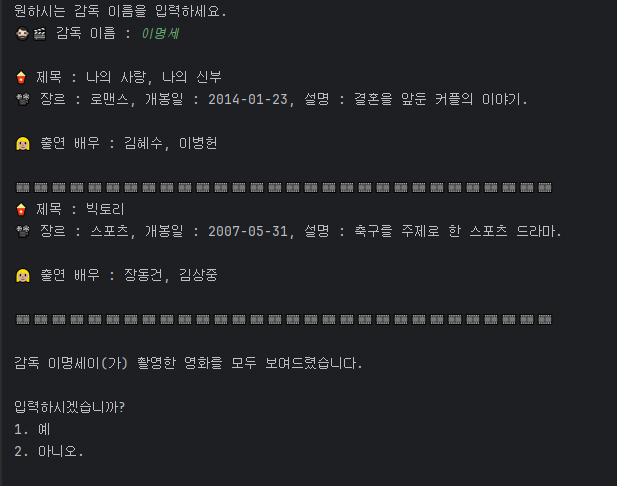 원하시는 감독 이름을 입력하세요.
감독 이름 : 이명세
제목 : 나의 사랑, 나의 신부
장르 : 로맨스, 개봉일 : 2014-01-23, 설명 : 결혼을 앞둔 커플의 이야기.
출연 배우 : 김혜수, 이병헌
제목 : 빅토리
장르 : 스포츠, 개봉일 : 2007-05-31, 설명 : 축구를 주제로 한 스포츠 드라마.
출연 배우 : 장동건, 김상중
감독 이명세이(가) 촬영한 영화를 모두 보여드렸습니다.
입력하시겠습니까?
1. 예
2. 아니오.